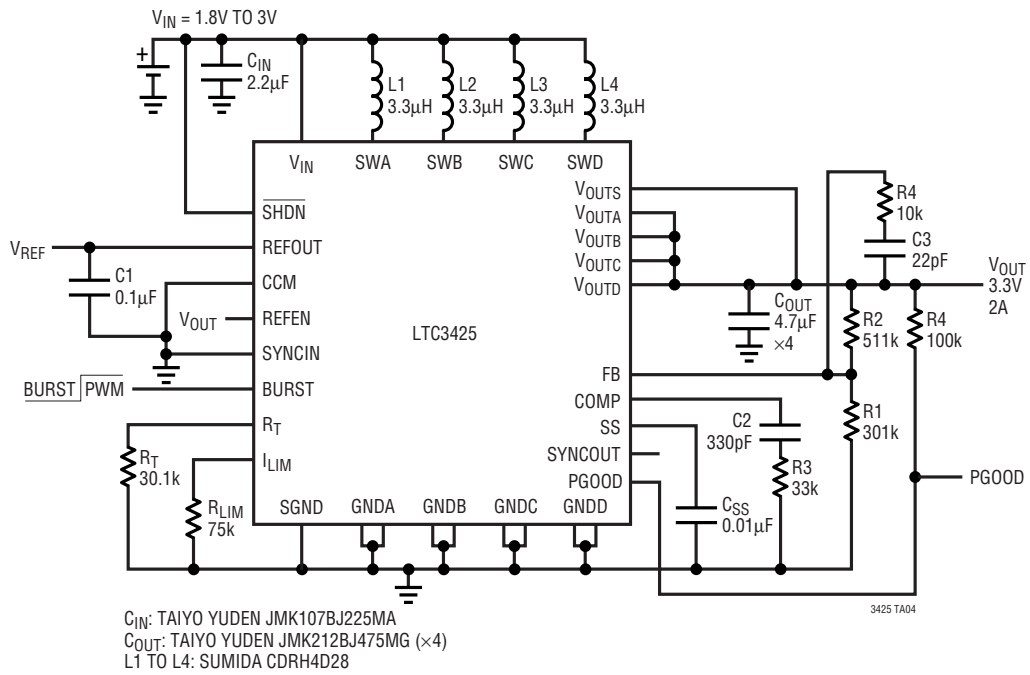 V_IN = 1.8V TO 3V
+
C_IN
2.2µF
L1
3.3µH
L2
3.3µH
L3
3.3µH
L4
3.3µH
V_IN
SWA
SWB
SWC
SWD
SHDN
REFOUT
CCM
REFEN
SYNCIN
BURST
R_T
I_LIM
V_REF
C1
0.1µF
V_OUT
BURST PWM
R_T
30.1k
R_LIM
75k
LTC3425
V_OUTS
V_OUTA
V_OUTB
V_OUTC
V_OUTD
FB
COMP
SS
SYNCOUT
PGOOD
SGND
GNDA
GNDB
GNDC
GNDD
R4
10k
C3
22pF
V_OUT
3.3V
2A
C_OUT
4.7µF
×4
R2
511k
R4
100k
R1
301k
C2
330pF
R3
33k
C_SS
0.01µF
PGOOD
3425 TA04
C_IN: TAIYO YUDEN JMK107BJ225MA
C_OUT: TAIYO YUDEN JMK212BJ475MG (×4)
L1 TO L4: SUMIDA CDRH4D28